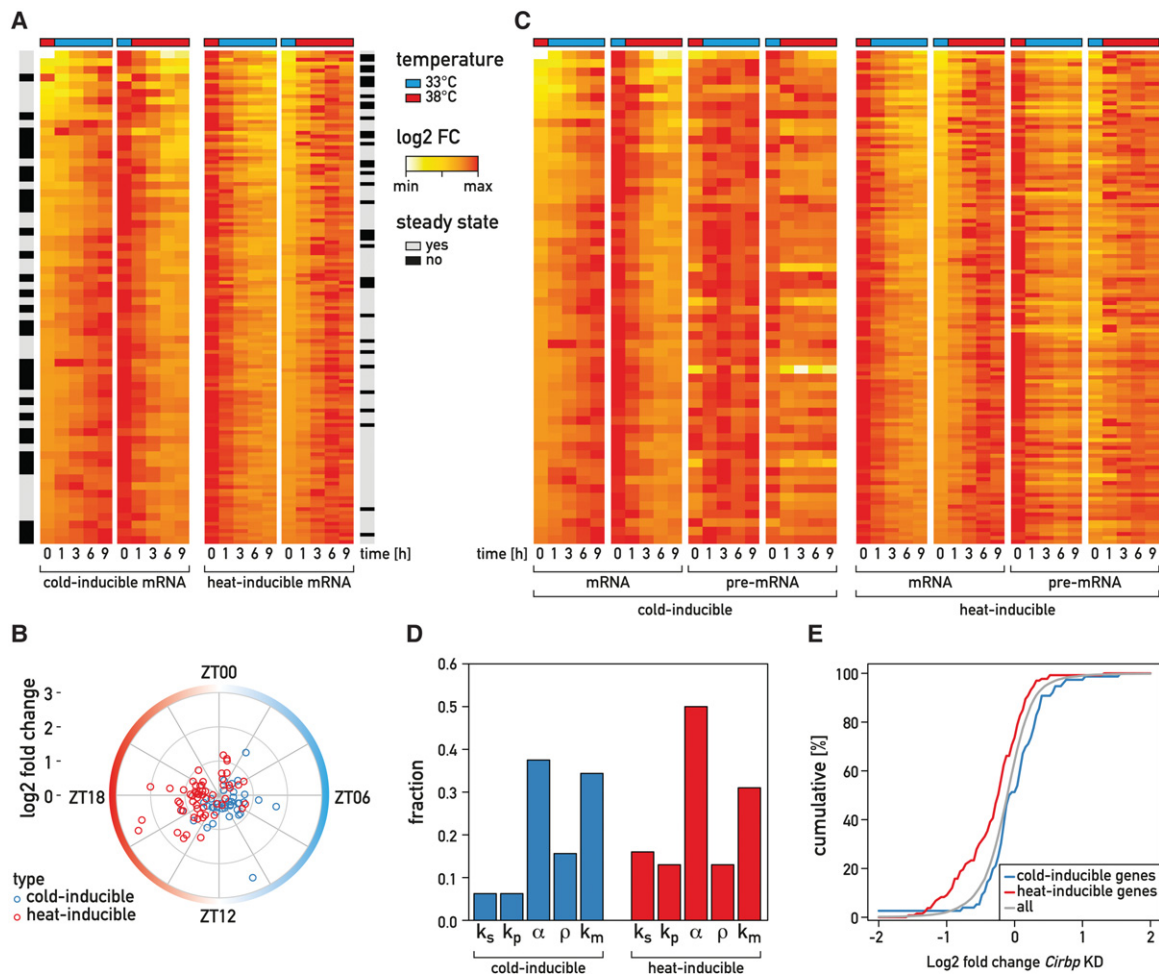 A
temperature
33°C
38°C
log2 FC
min max
steady state
yes
no
0 1 3 6 9 0 1 3 6 9 0 1 3 6 9 0 1 3 6 9 time [h]
cold-inducible mRNA heat-inducible mRNA
C
time [h] 0 1 3 6 9 0 1 3 6 9 0 1 3 6 9 0 1 3 6 9 0 1 3 6 9 0 1 3 6 9 0 1 3 6 9 0 1 3 6 9
mRNA pre-mRNA mRNA pre-mRNA
cold-inducible heat-inducible
B
log2 fold change
3
2
1
0
ZT00
ZT06
ZT12
ZT18
type
cold-inducible
heat-inducible
D
fraction
0.6
0.5
0.4
0.3
0.2
0.1
0.0
ks kp α ρ km ks kp α ρ km
cold-inducible heat-inducible
E
cumulative [%]
100
80
60
40
20
0
cold-inducible genes
heat-inducible genes
all
-2 -1 0 1 2
Log2 fold change Cirbp KD